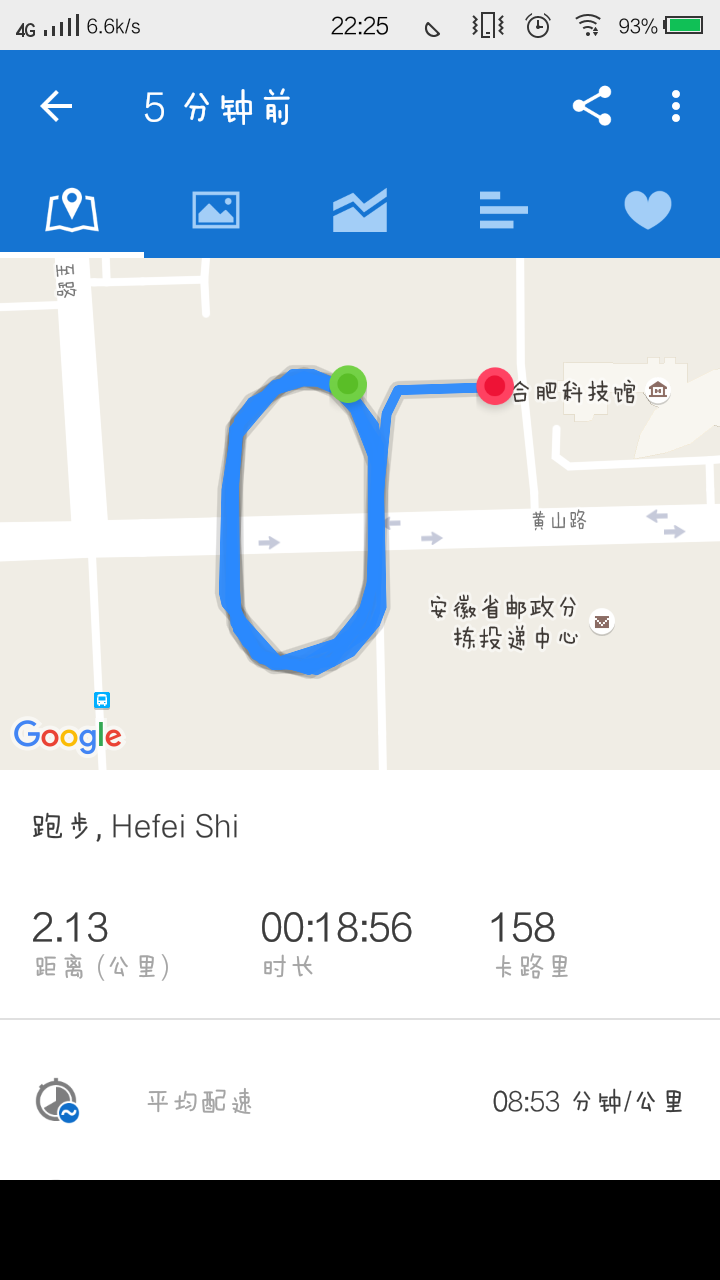 4G 6.6k/s 22:25 93%
5 分钟前
五
路
合肥科技馆
黄山路
安徽省邮政分
拣投递中心
Google
跑步, Hefei Shi
2.13 00:18:56 158
距离 (公里) 时长 卡路里
平均配速 08:53 分钟/公里